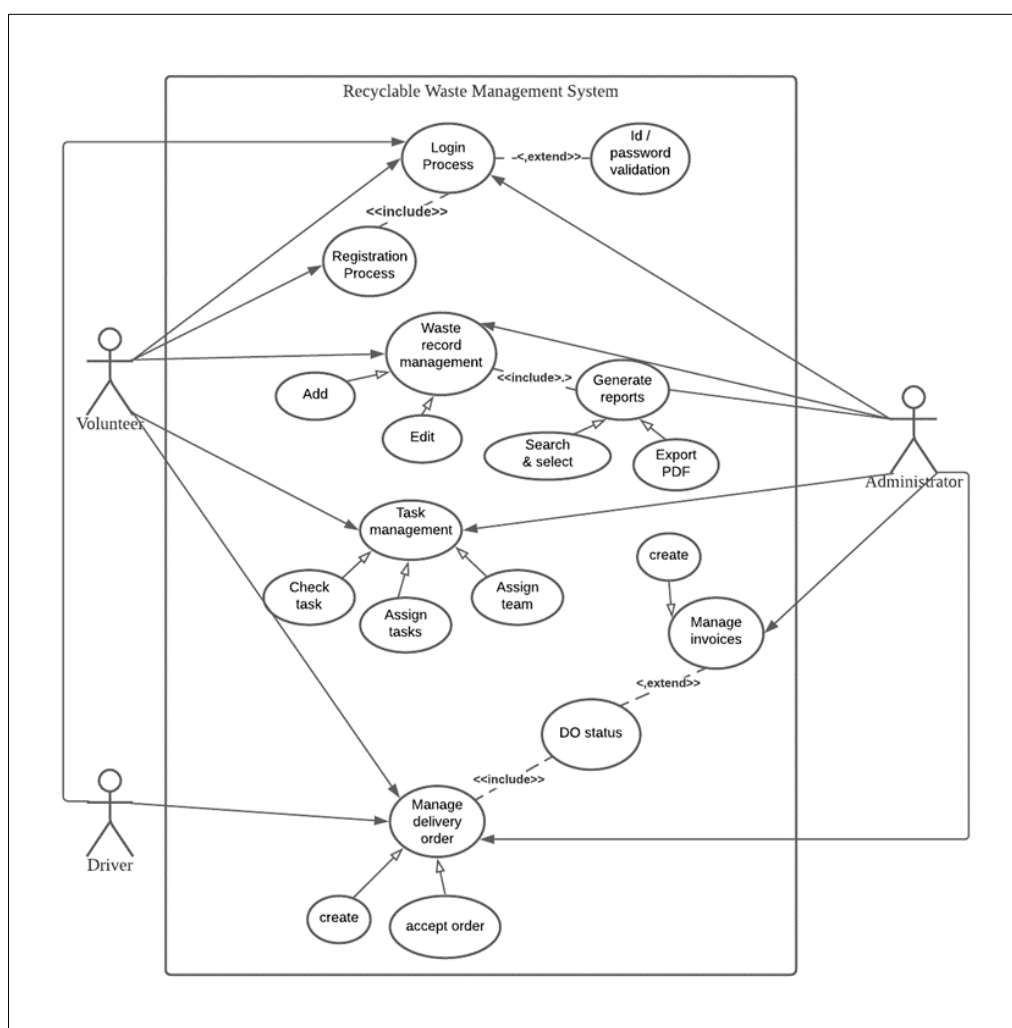 Recyclable Waste Management System
Login
Process
<,extend>>
Id /
password
validation
<<include>>
Registration
Process
Waste
record
management
<<include>.>
Generate
reports
Add
Edit
Search
& select
Export
PDF
Volunteer
Administrator
Task
management
Check
task
Assign
tasks
Assign
team
create
Manage
invoices
<,extend>>
DO status
<<include>>
Manage
delivery
order
Driver
create
accept order